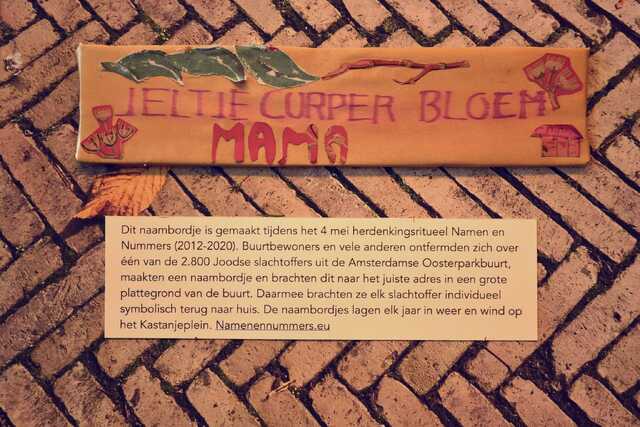 JELTJE CURPER BLOEM
MAMA
Dit naambordje is gemaakt tijdens het 4 mei herdenkingsritueel Namen en
Nummers (2012-2020). Buurtbewoners en vele anderen ontfermden zich over
één van de 2.800 Joodse slachtoffers uit de Amsterdamse Oosterparkbuurt,
maakten een naambordje en brachten dit naar het juiste adres in een grote
plattegrond van de buurt. Daarmee brachten ze elk slachtoffer individueel
symbolisch terug naar huis. De naambordjes lagen elk jaar in weer en wind op
het Kastanjeplein. Namenennummers.eu